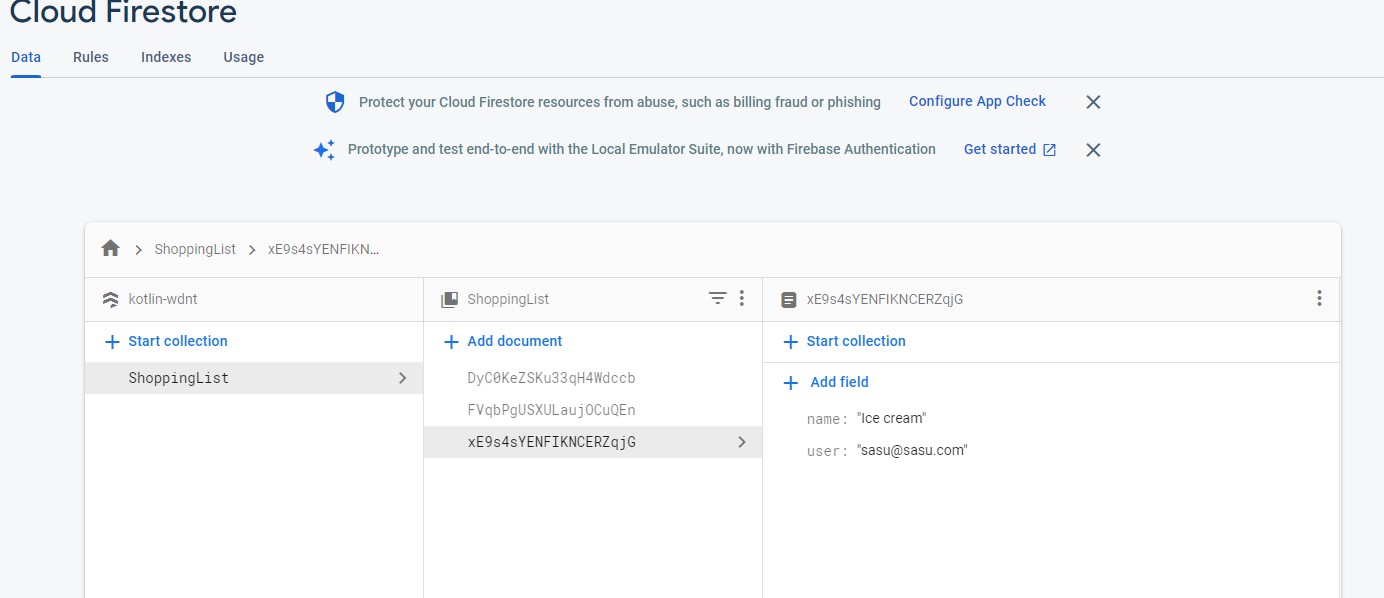 Cloud Firestore
Data Rules Indexes Usage
Protect your Cloud Firestore resources from abuse, such as billing fraud or phishing Configure App Check
Prototype and test end-to-end with the Local Emulator Suite, now with Firebase Authentication Get started
ShoppingList xE9s4sYENFIKN...
kotlin-wdnt ShoppingList xE9s4sYENFIKNCERZqjG
Start collection Add document Start collection
ShoppingList DyC0KeZSKu33qH4Wdccb Add field
FVqbPgUSXULaujOCuQEn name: "Ice cream"
xE9s4sYENFIKNCERZqjG user: "sasu@sasu.com"